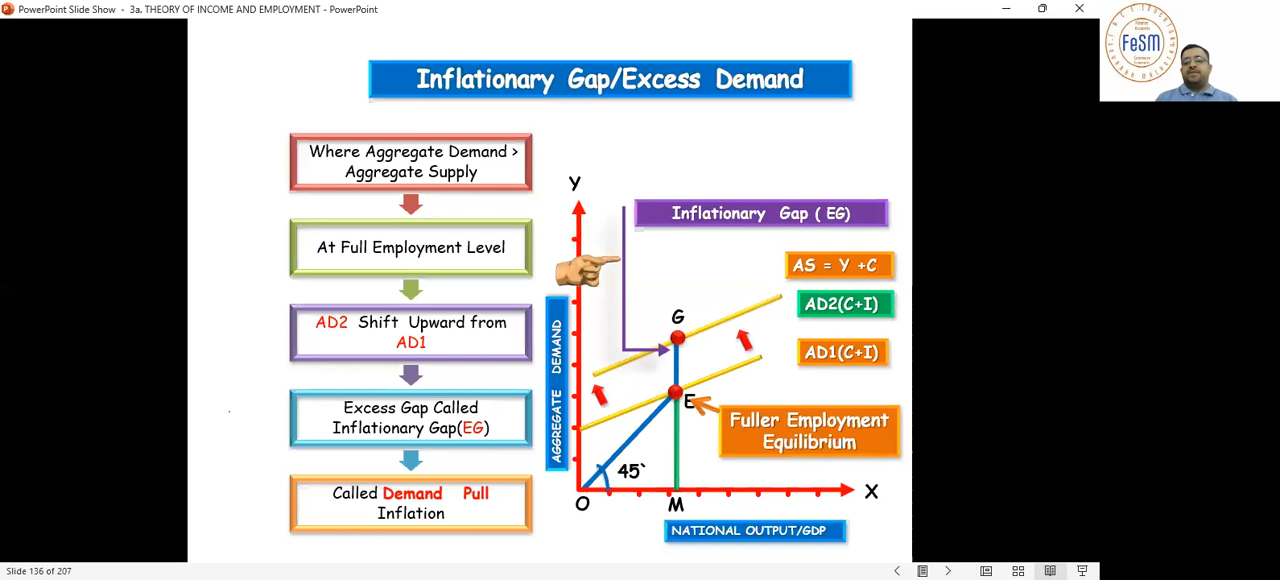 PowerPoint Slide Show - 3a. THEORY OF INCOME AND EMPLOYMENT - PowerPoint
FeSM
Inflationary Gap/Excess Demand
Where Aggregate Demand >
Aggregate Supply
At Full Employment Level
AD2 Shift Upward from
AD1
Excess Gap Called
Inflationary Gap(EG)
Called Demand Pull
Inflation
Y
Inflationary Gap ( EG)
AS = Y +C
AD2(C+I)
AD1(C+I)
G
E
Fuller Employment
Equilibrium
AGGREGATE DEMAND
45`
O
M
X
NATIONAL OUTPUT/GDP
Slide 136 of 207